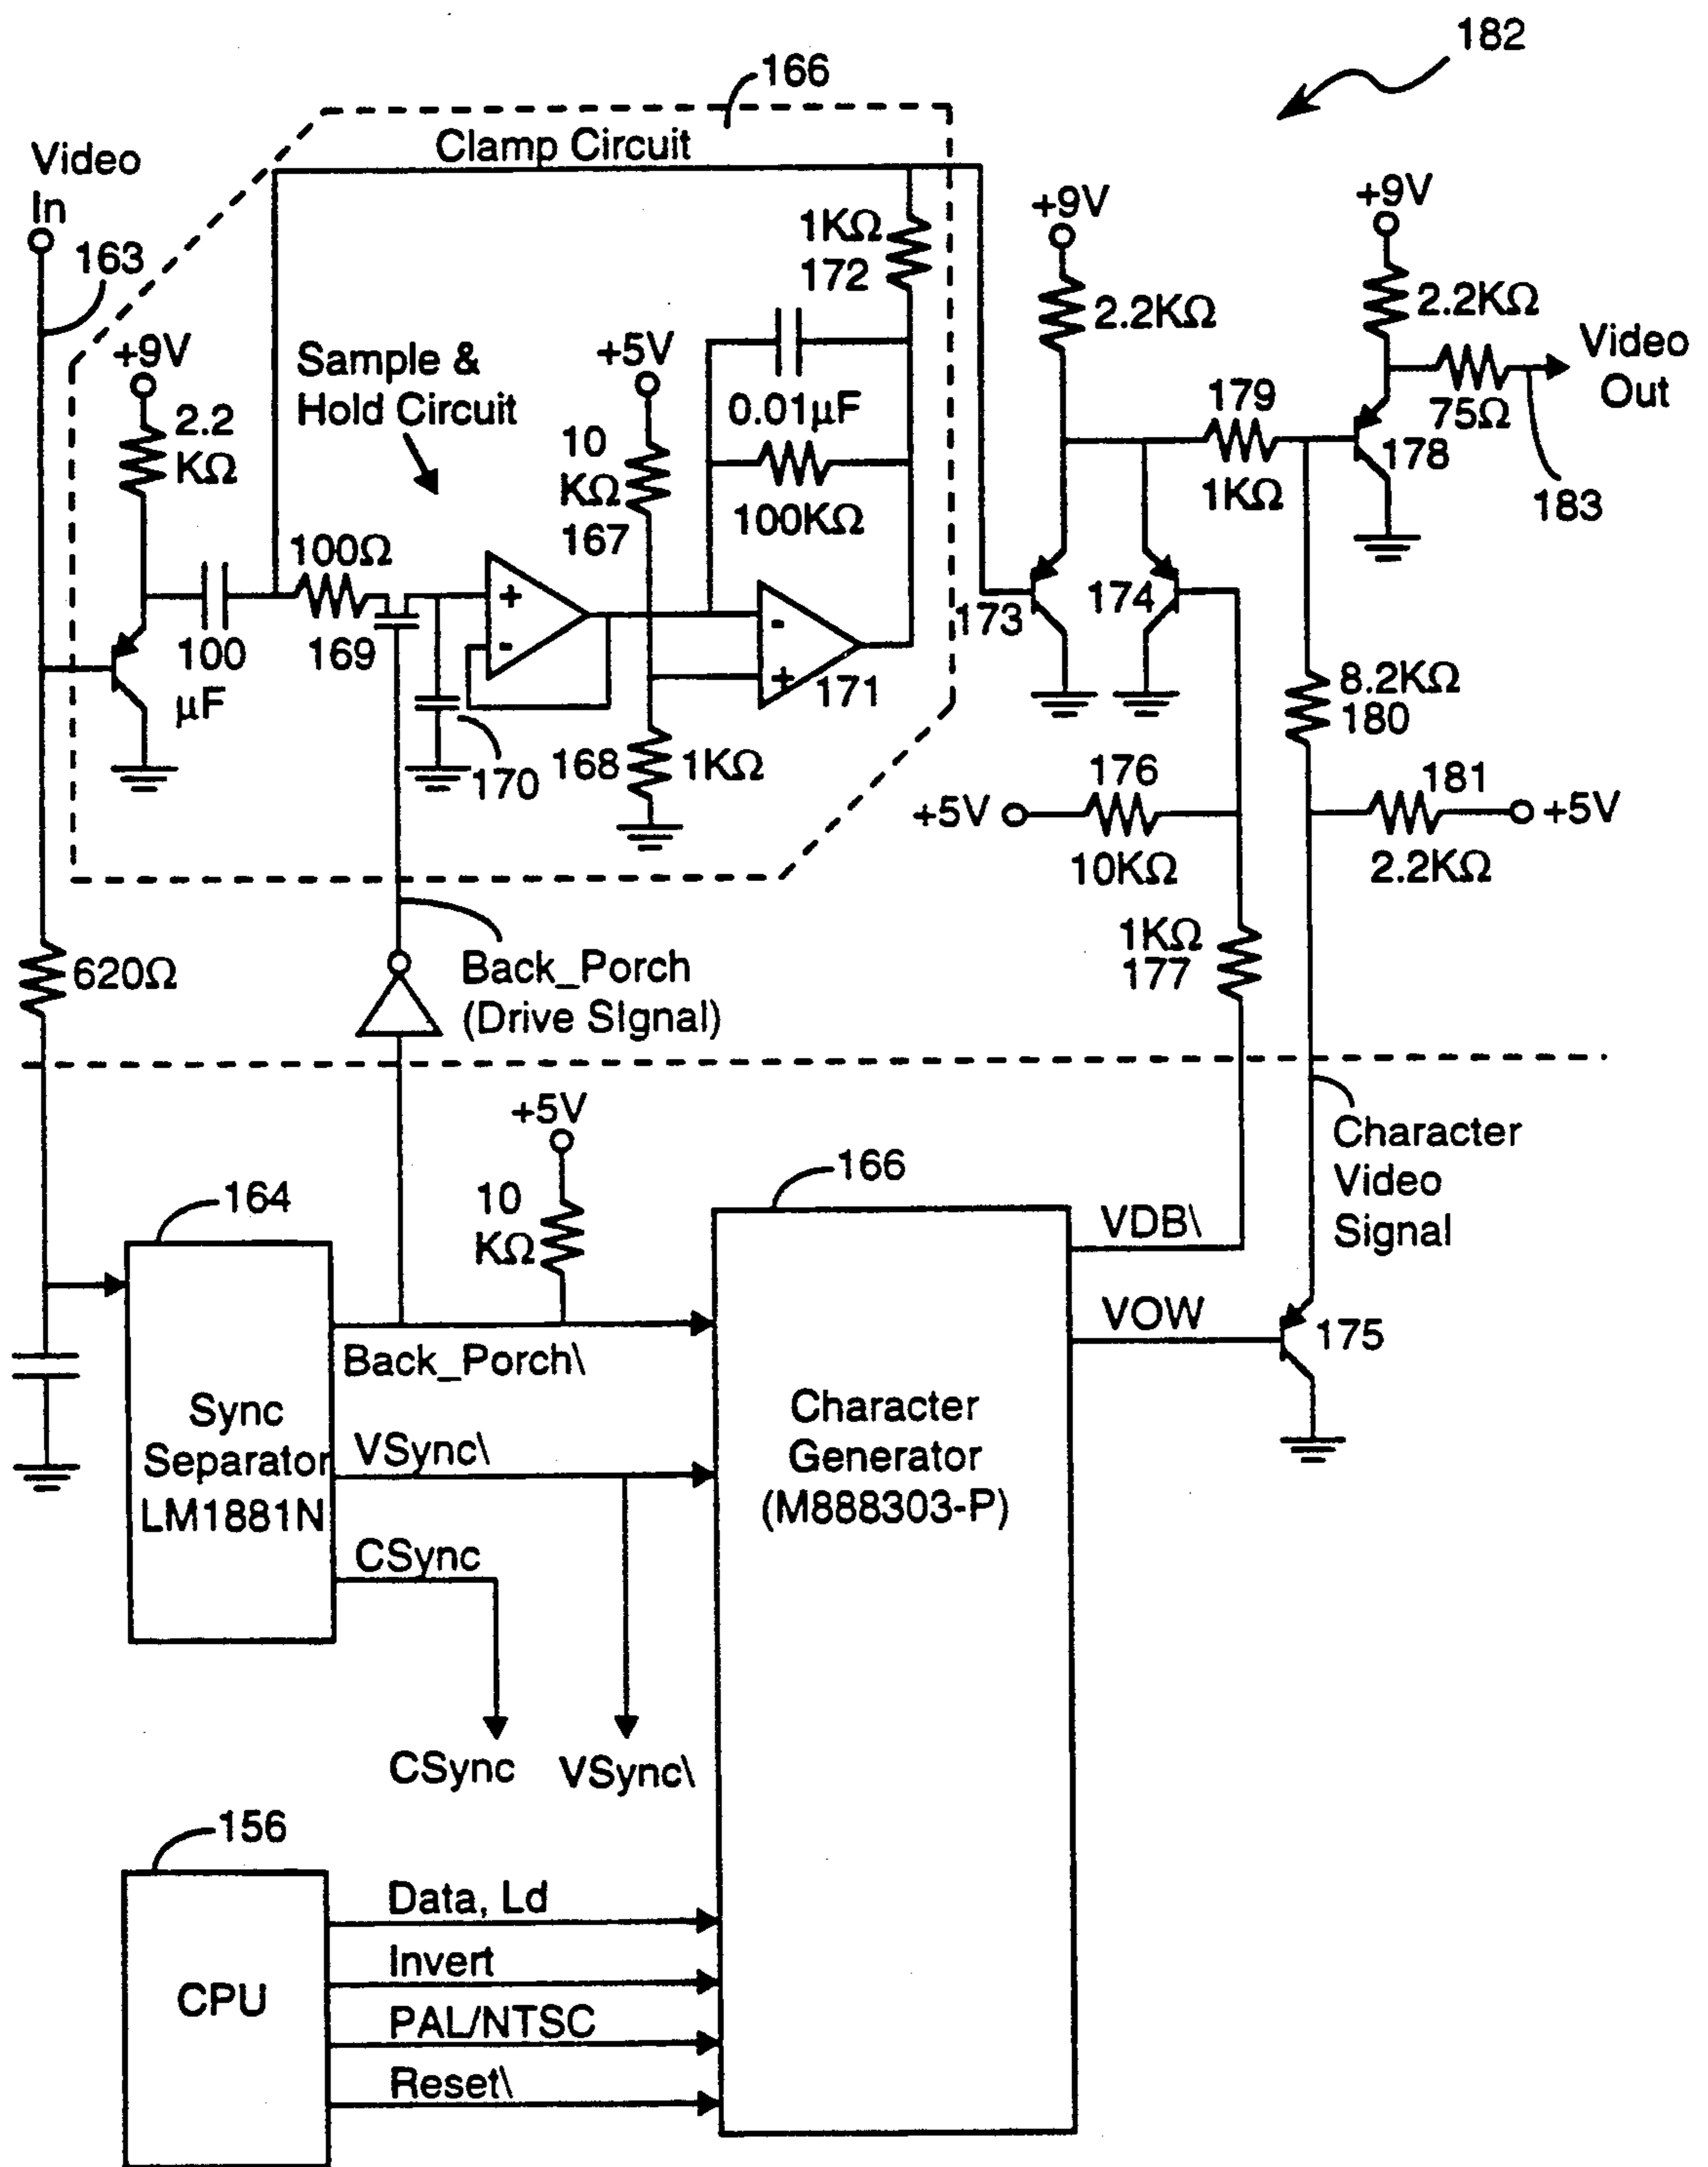 182
166
Clamp Circuit
Video
In
163
+9V
2.2
KΩ
Sample &
Hold Circuit
+5V
10
KΩ
167
1KΩ
172
0.01μF
100KΩ
+9V
2.2KΩ
+9V
2.2KΩ
Video
Out
75Ω
179
1KΩ
178
183
100Ω
169
100
μF
+
-
-
+
171
170
168
1KΩ
173
174
8.2KΩ
180
176
+5V
10KΩ
181
+5V
2.2KΩ
1KΩ
177
620Ω
Back_Porch
(Drive SIgnal)
+5V
10
KΩ
Character
Video
Signal
164
166
VDB\
VOW
175
Back_Porch\
Sync
Separator
LM1881N
VSync\
CSync
Character
Generator
(M888303-P)
CSync
VSync\
156
CPU
Data, Ld
Invert
PAL/NTSC
Reset\